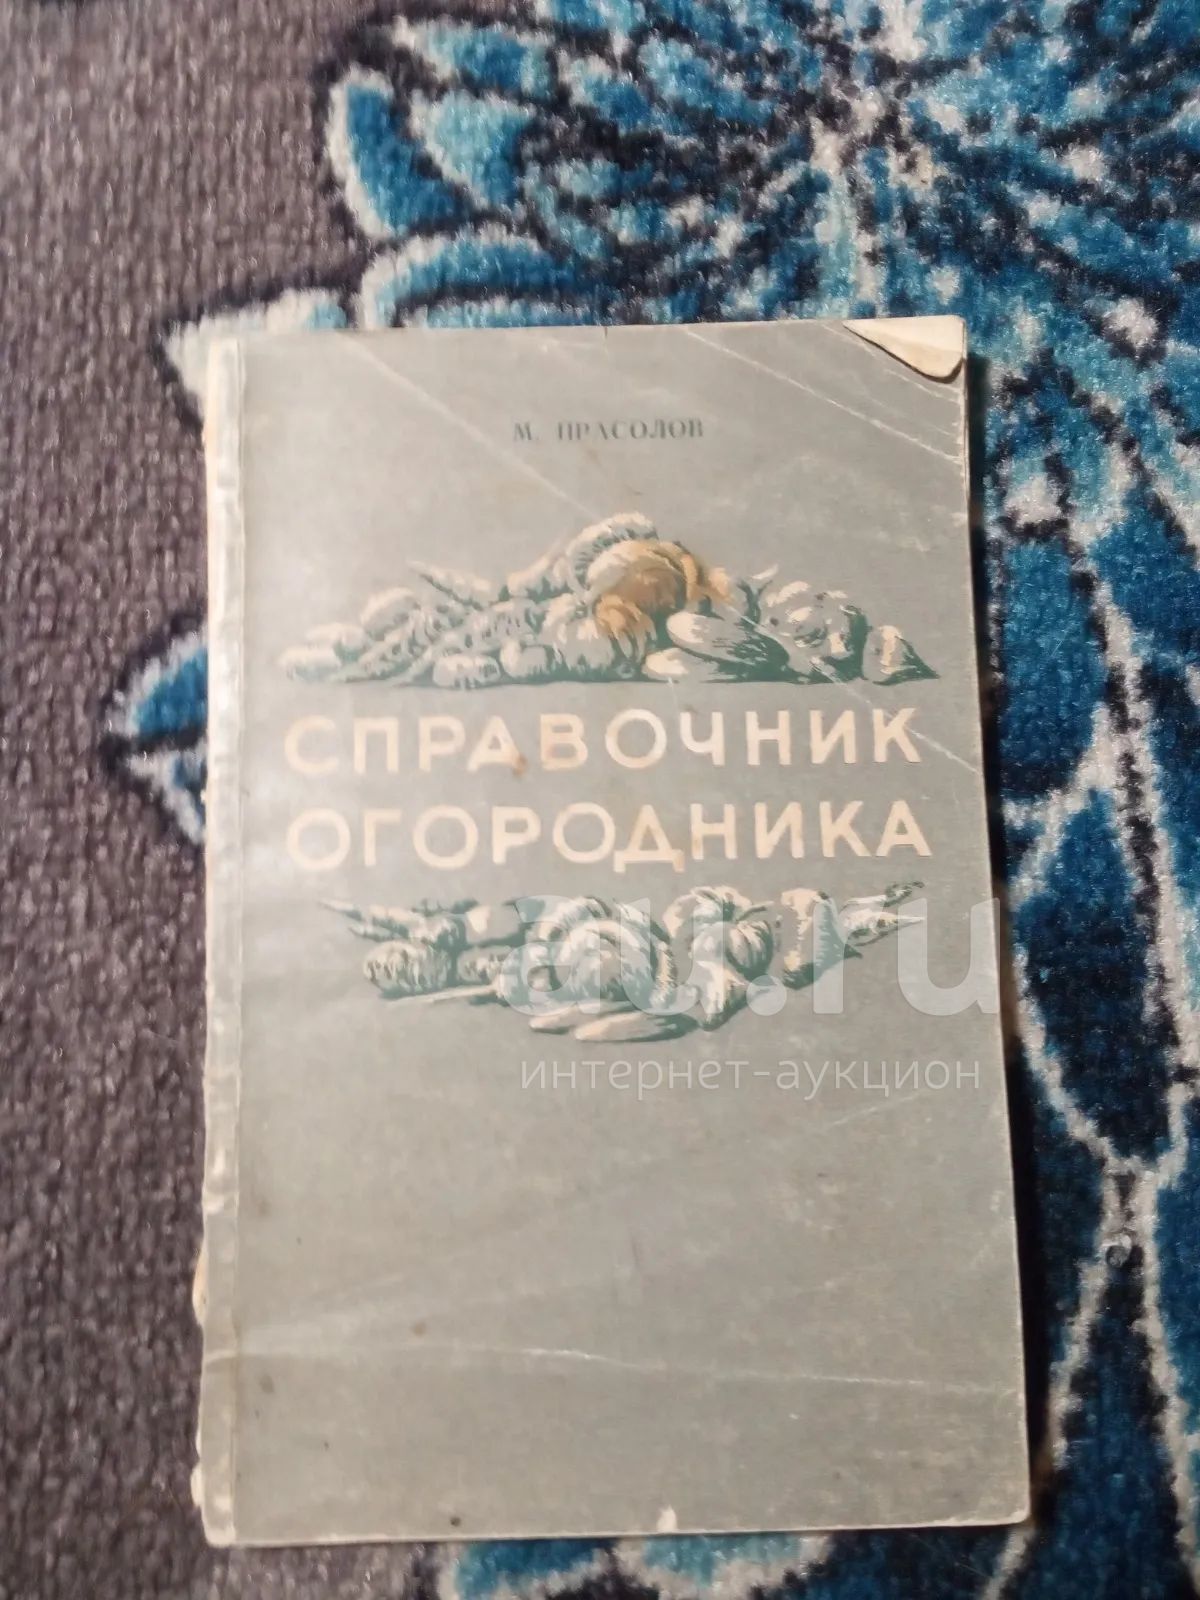 М. ПРАСОЛОВ
СПРАВОЧНИК
ОГОРОДНИКА
au.ru
интернет-аукцион